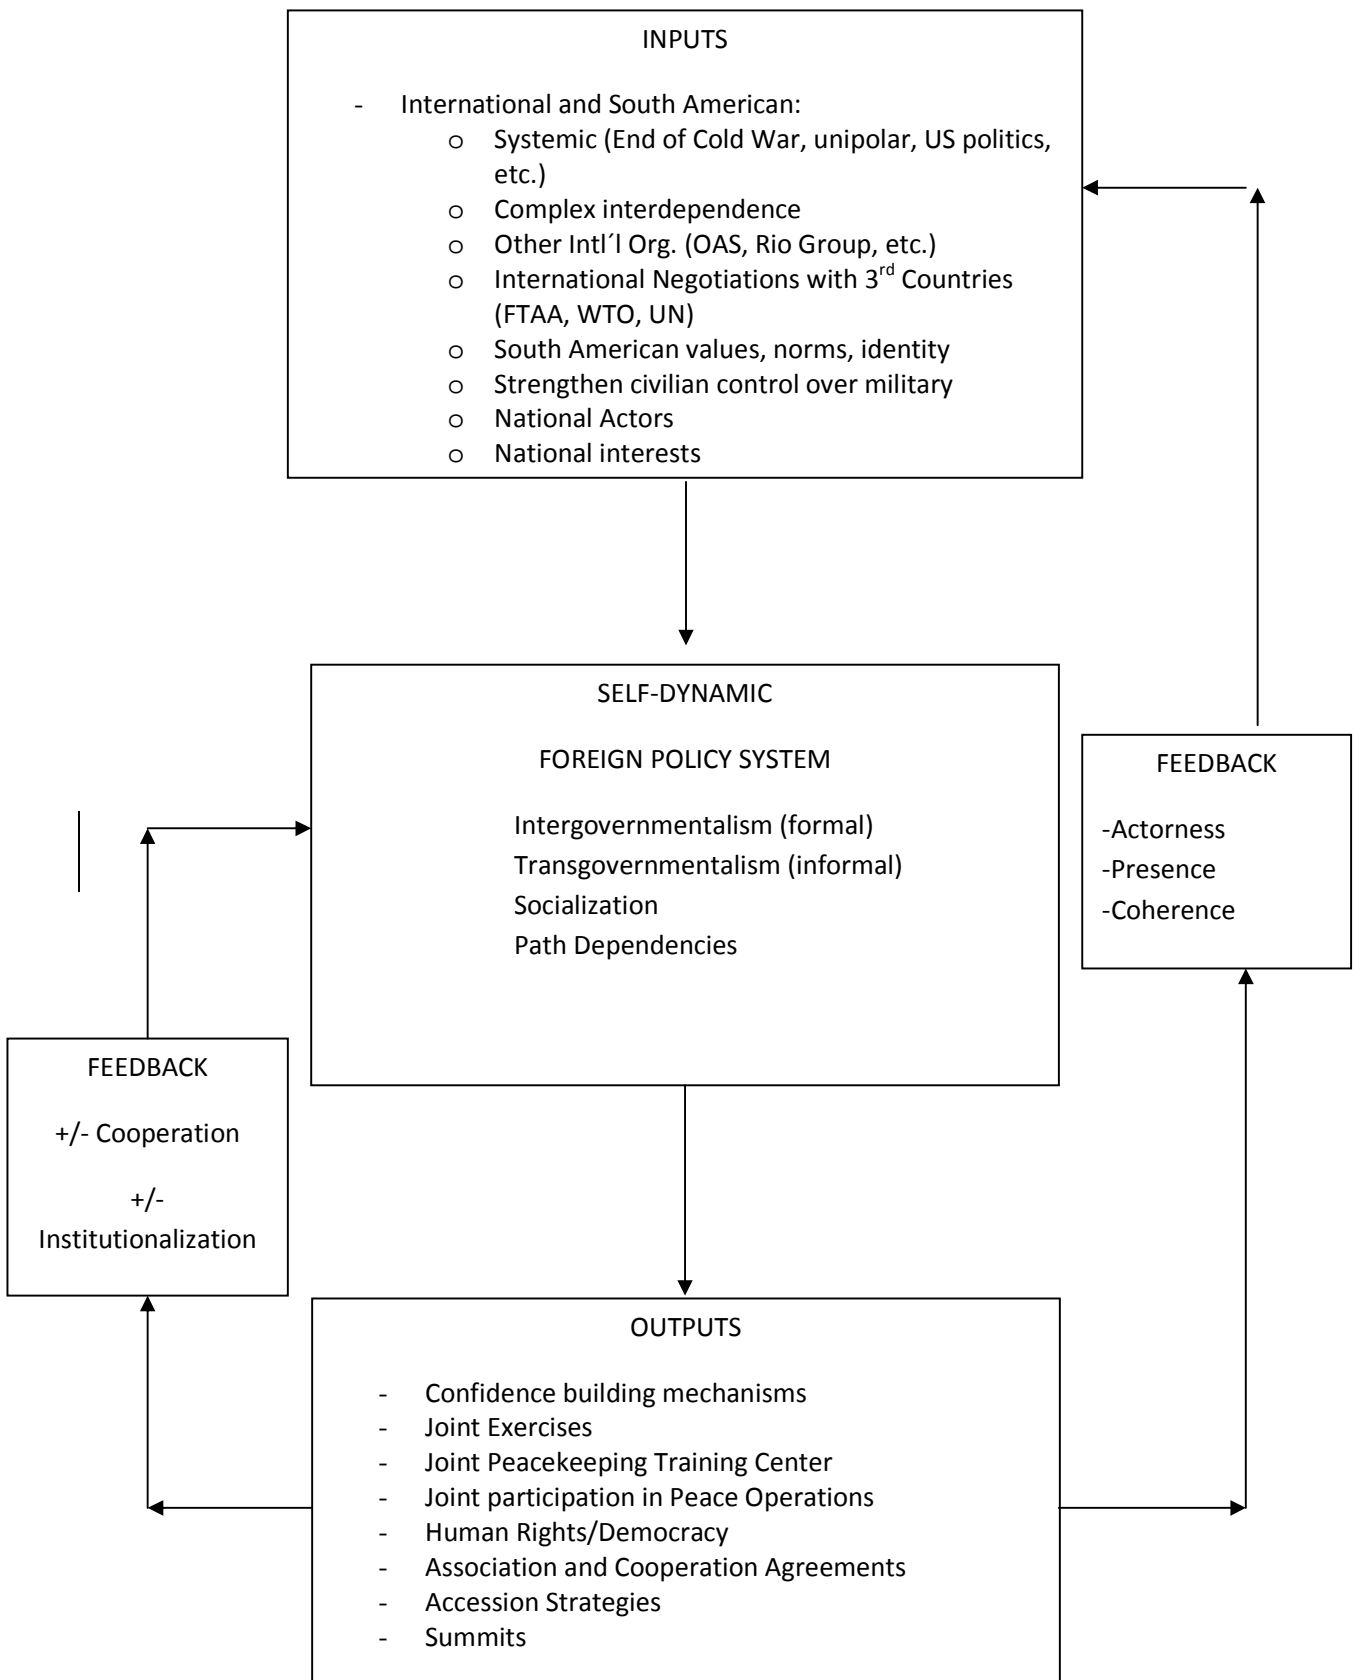 INPUTS
- International and South American:
o Systemic (End of Cold War, unipolar, US politics,
etc.)
o Complex interdependence
o Other Intl´l Org. (OAS, Rio Group, etc.)
o International Negotiations with 3rd Countries
(FTAA, WTO, UN)
o South American values, norms, identity
o Strengthen civilian control over military
o National Actors
o National interests
SELF-DYNAMIC
FOREIGN POLICY SYSTEM
Intergovernmentalism (formal)
Transgovernmentalism (informal)
Socialization
Path Dependencies
FEEDBACK
-Actorness
-Presence
-Coherence
FEEDBACK
+/- Cooperation
+/-
Institutionalization
OUTPUTS
- Confidence building mechanisms
- Joint Exercises
- Joint Peacekeeping Training Center
- Joint participation in Peace Operations
- Human Rights/Democracy
- Association and Cooperation Agreements
- Accession Strategies
- Summits